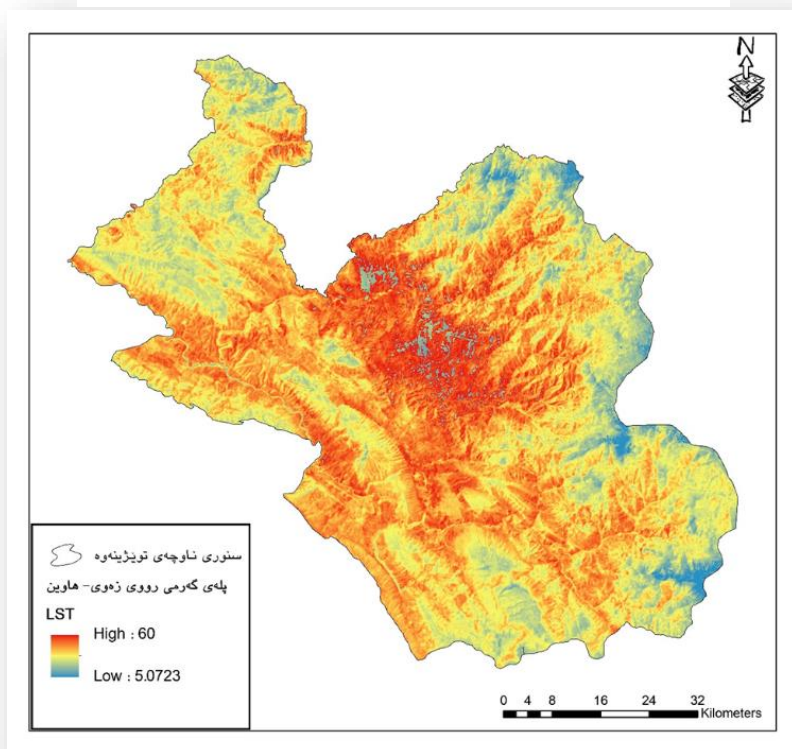 N
سنوری ناوچەی توێژینەوە
پلەی گەرمی رووی زەوی- هاوین
LST
High : 60
Low : 5.0723
0 4 8 16 24 32
Kilometers